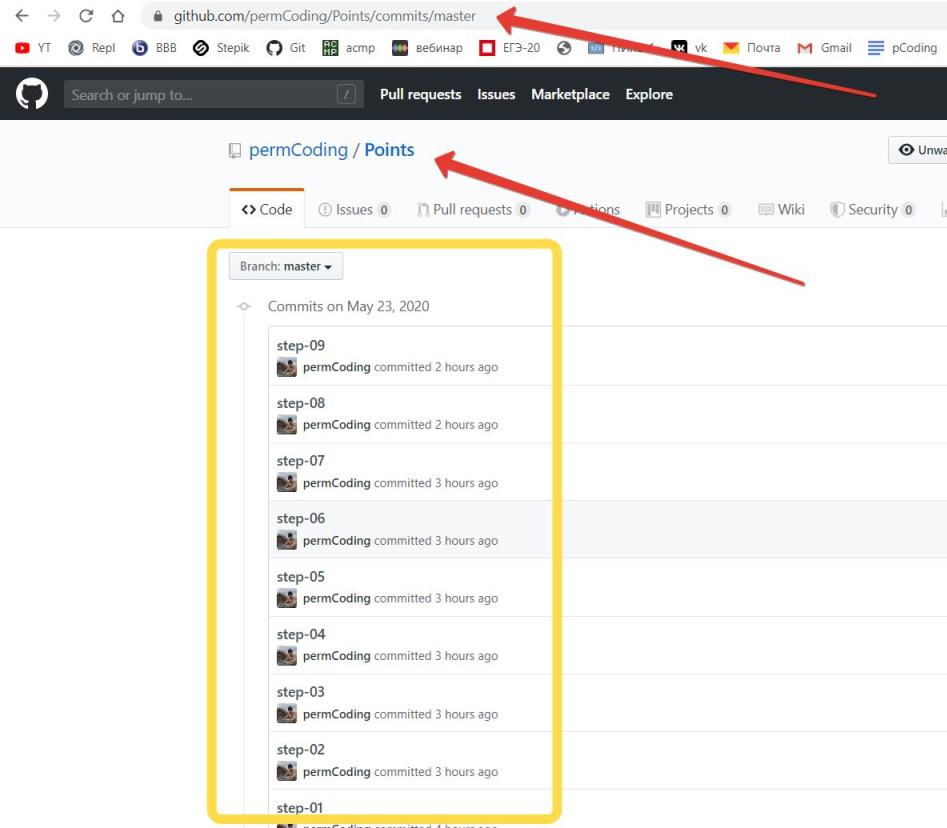 github.com/permCoding/Points/commits/master
YT Repl BBB Stepik Git acmp вебинар ЕГЭ-20 vk Почта Gmail pCoding
Search or jump to... / Pull requests Issues Marketplace Explore
permCoding / Points
Unwa
<> Code Issues 0 Pull requests 0 Projects 0 Wiki Security 0
Branch: master
Commits on May 23, 2020
step-09
permCoding committed 2 hours ago
step-08
permCoding committed 2 hours ago
step-07
permCoding committed 3 hours ago
step-06
permCoding committed 3 hours ago
step-05
permCoding committed 3 hours ago
step-04
permCoding committed 3 hours ago
step-03
permCoding committed 3 hours ago
step-02
permCoding committed 3 hours ago
step-01